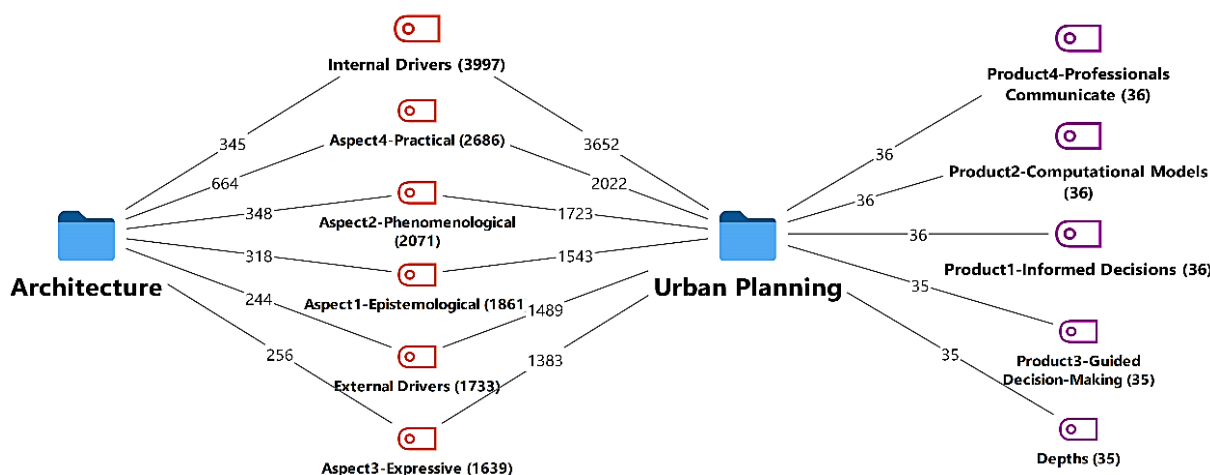 Internal Drivers (3997)
Aspect4-Practical (2686)
Aspect2-Phenomenological
(2071)
Aspect1-Epistemological (1861
External Drivers (1733)
Aspect3-Expressive (1639)
Architecture
345
664
348
318
244
256
3652
2022
1723
1543
1489
1383
Urban Planning
36
36
36
35
35
Product4-Professionals
Communicate (36)
Product2-Computational Models
(36)
Product1-Informed Decisions (36)
Product3-Guided
Decision-Making (35)
Depths (35)